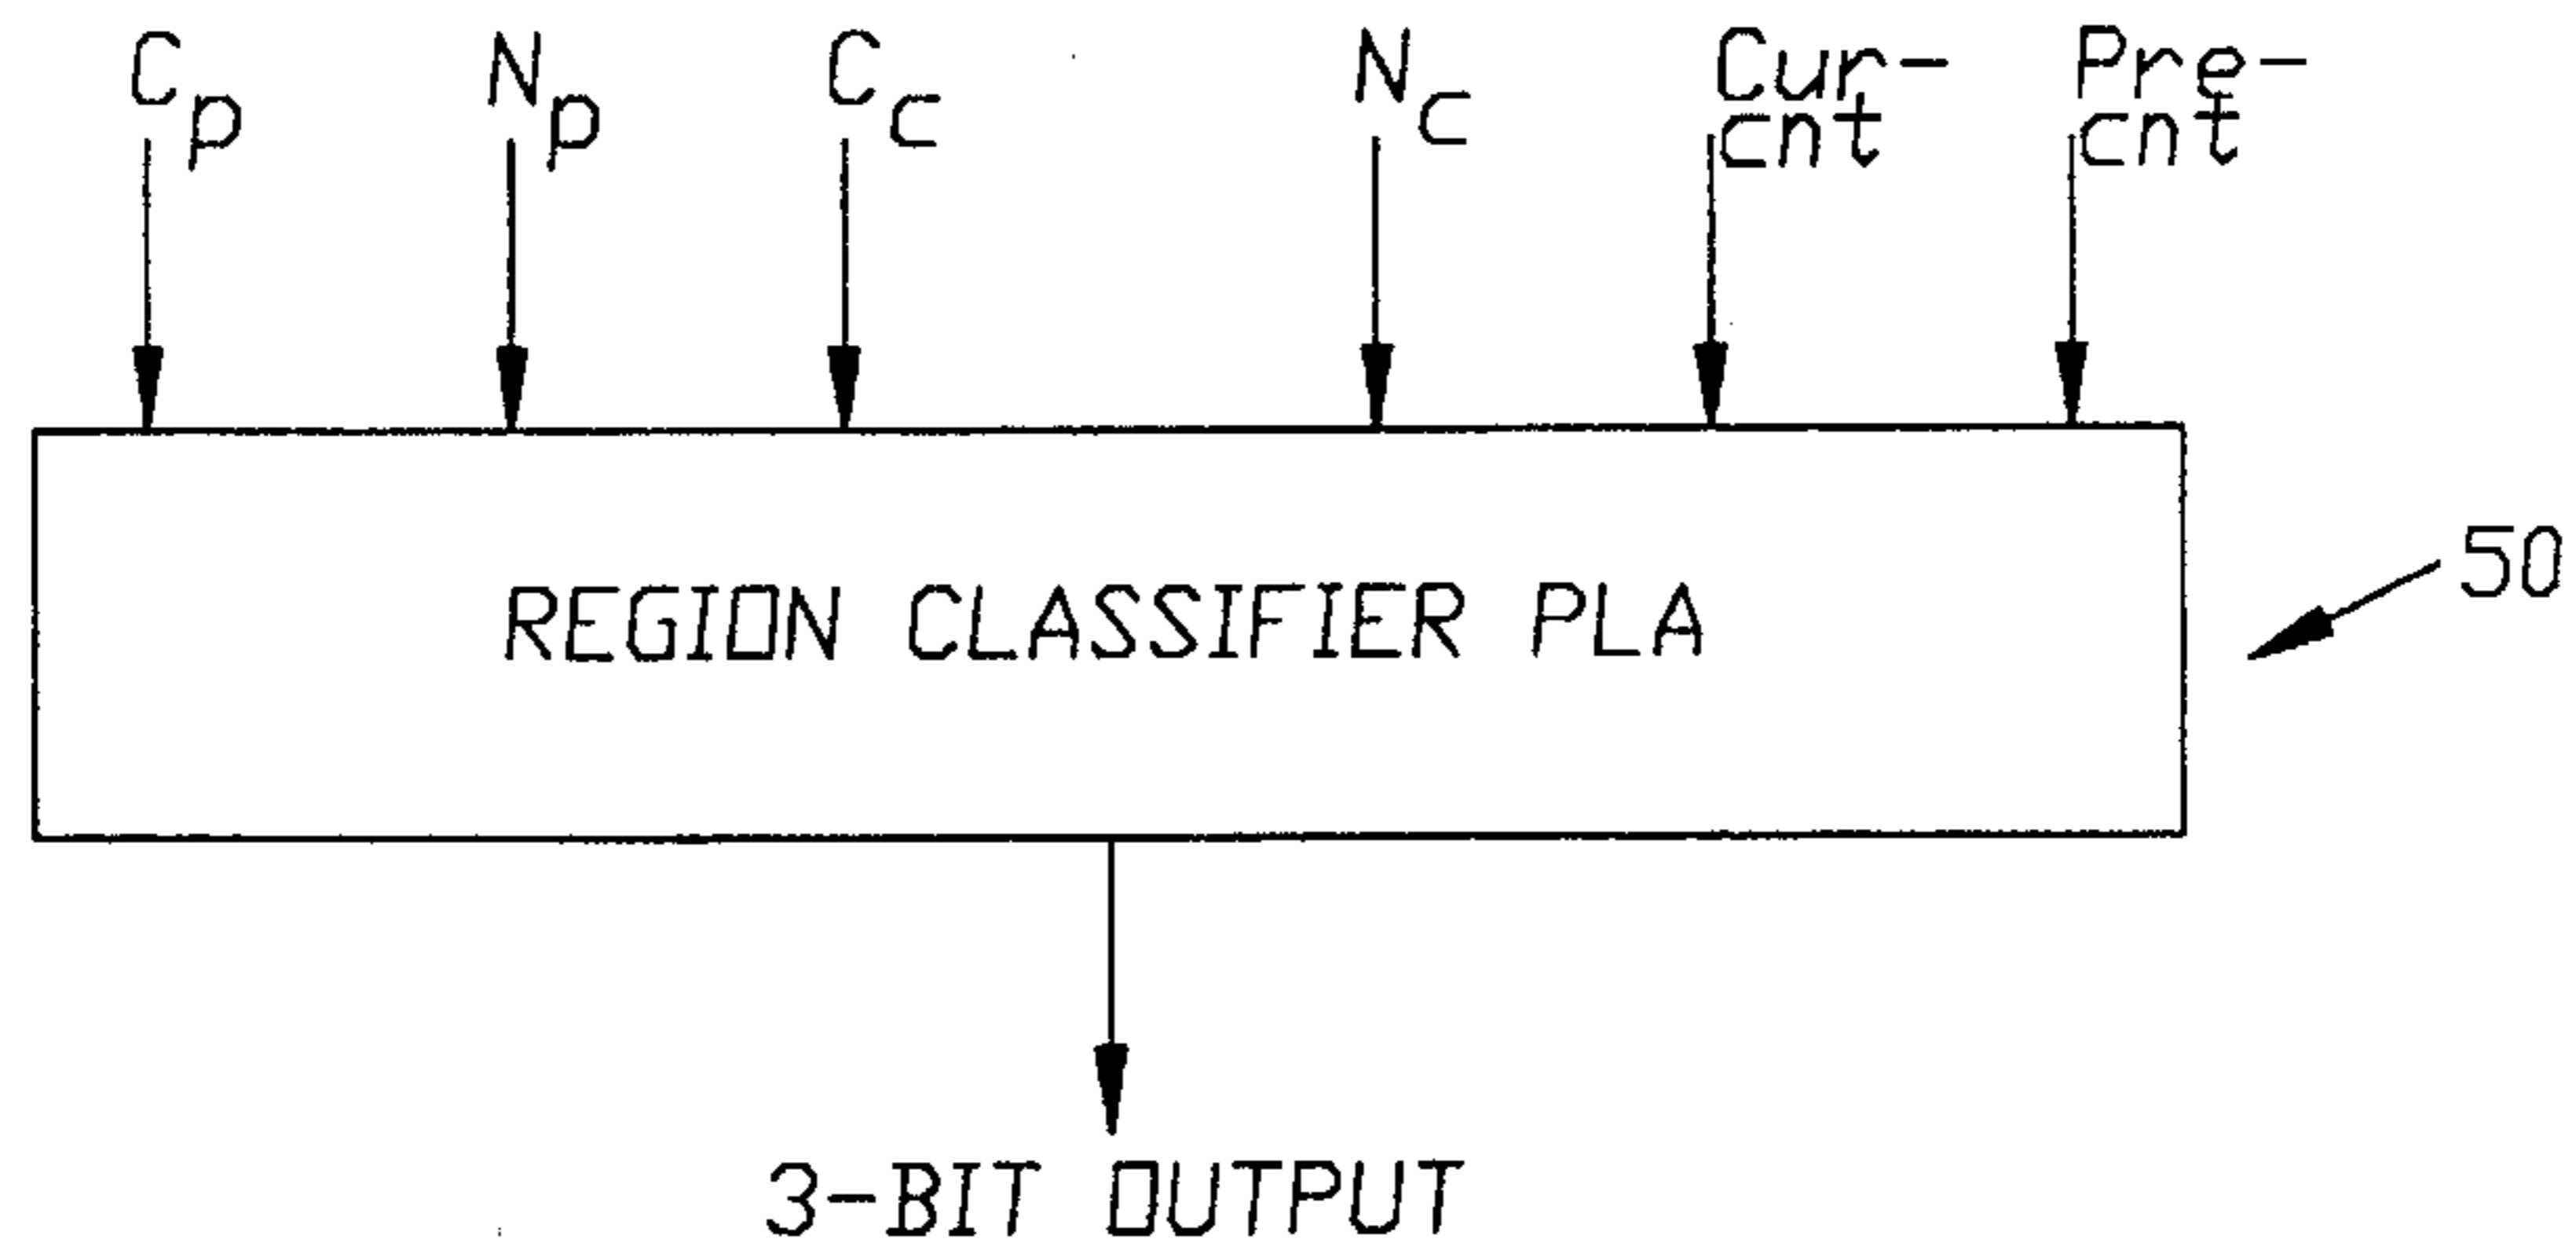 Cp Np Cc Nc Cur- Pre-
cnt cnt
REGION CLASSIFIER PLA
50
3-BIT OUTPUT